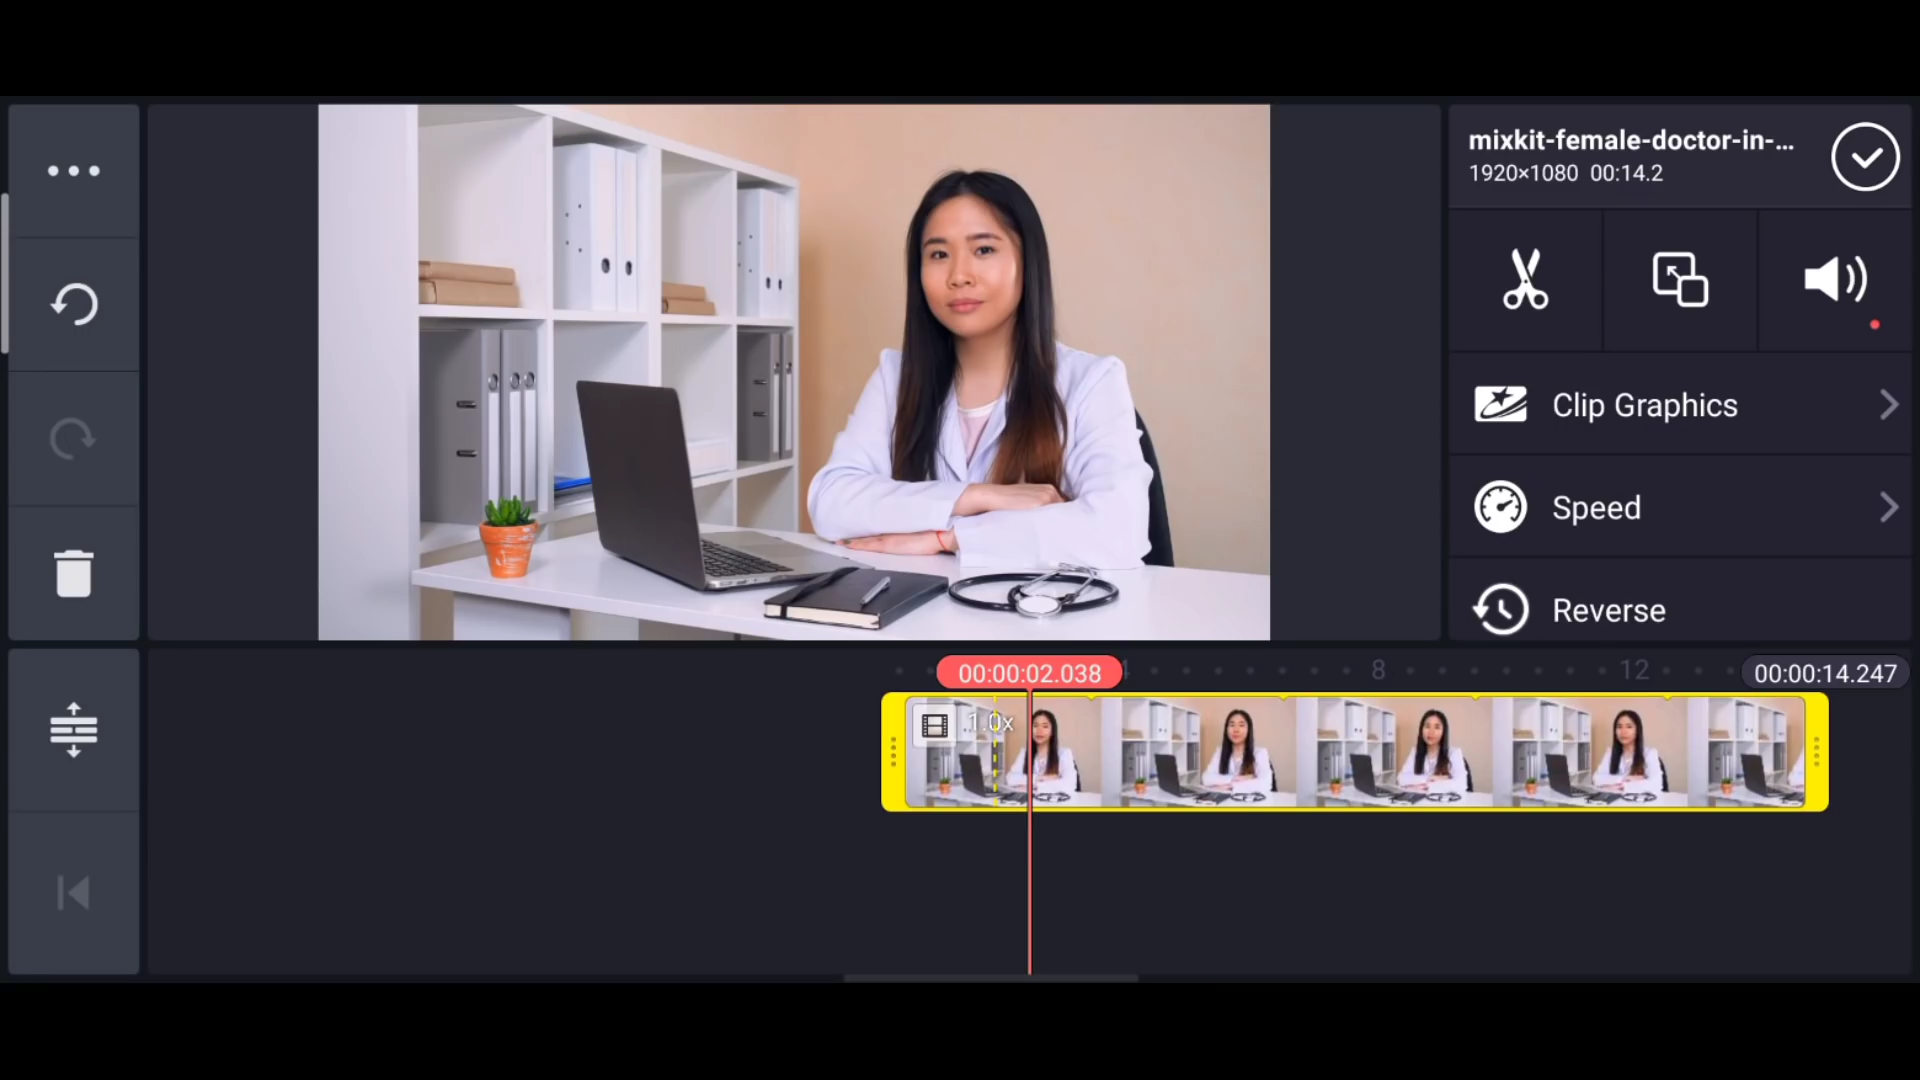 mixkit-female-doctor-in-...
1920×1080 00:14.2
Clip Graphics
Speed
Reverse
00:00:02.038
4
8
12
00:00:14.247
1.0x